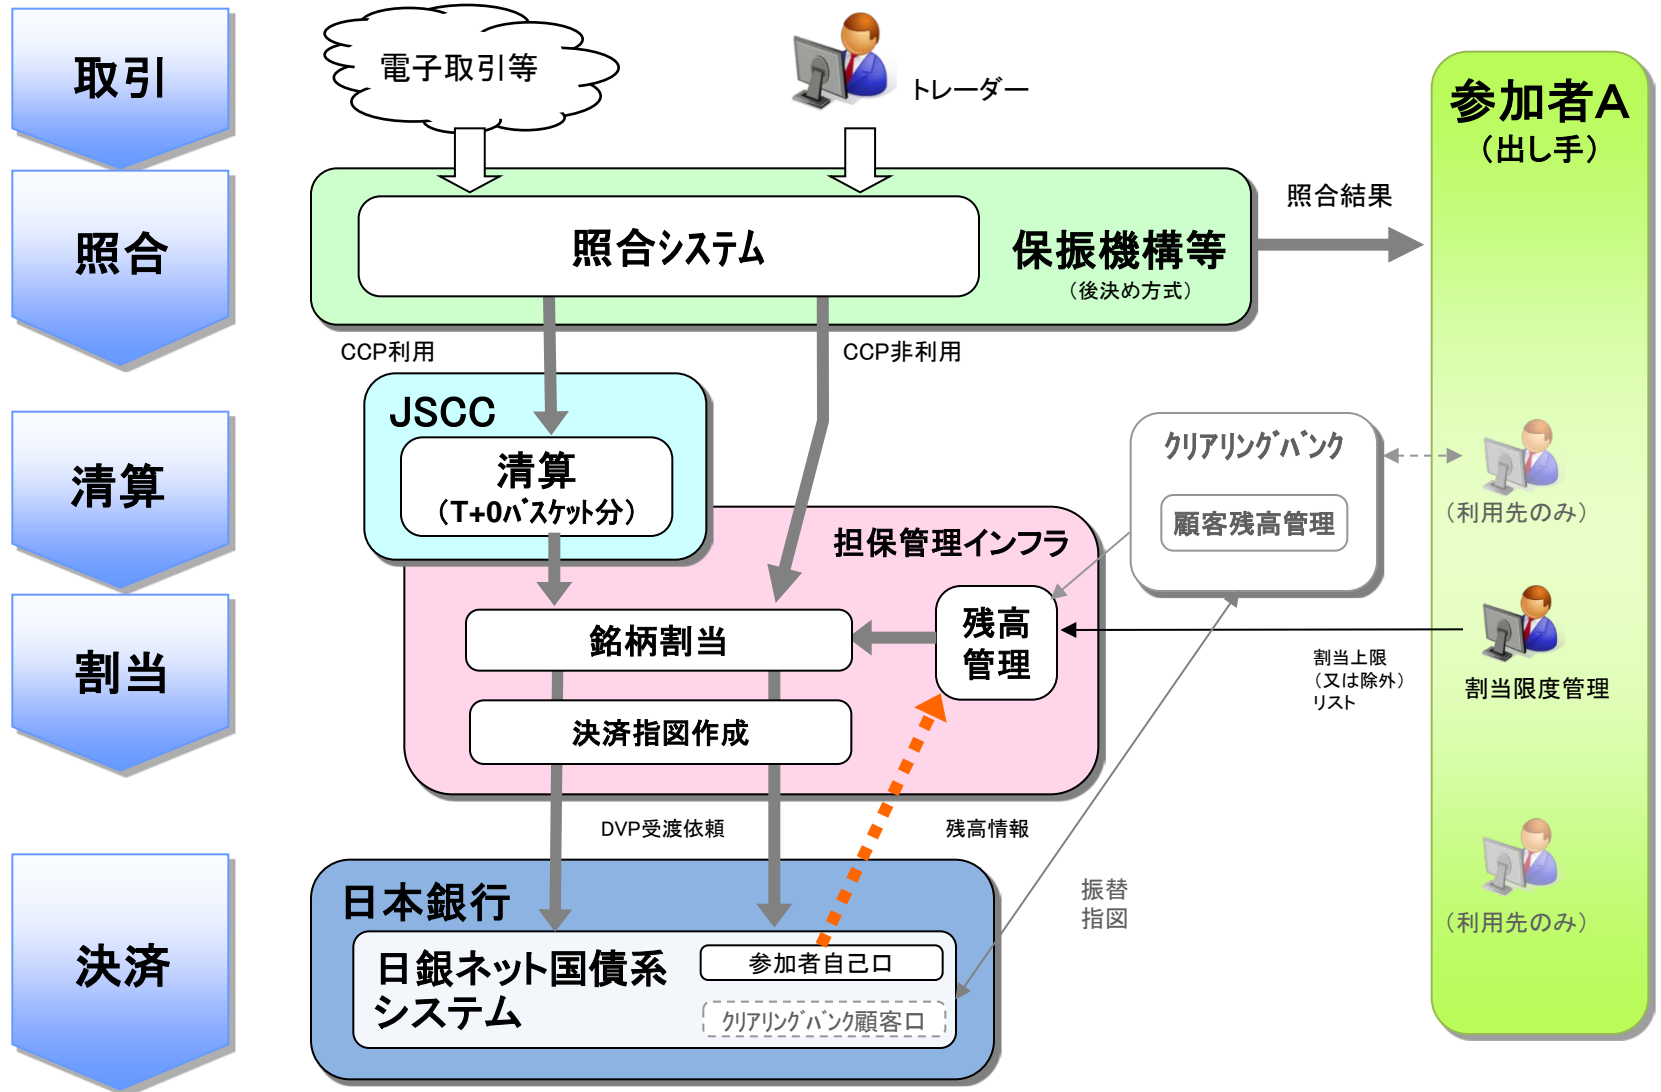 取引
照合
清算
割当
決済
電子取引等
トレーダー
照合システム
保振機構等
（後決め方式）
照合結果
参加者A
（出し手）
CCP利用
CCP非利用
JSCC
清算
（T+0バスケット分）
担保管理インフラ
クリアリングバンク
顧客残高管理
（利用先のみ）
銘柄割当
残高
管理
決済指図作成
割当上限
（又は除外）
リスト
割当限度管理
DVP受渡依頼
残高情報
振替
指図
（利用先のみ）
日本銀行
日銀ネット国債系
システム
参加者自己口
クリアリングバンク顧客口